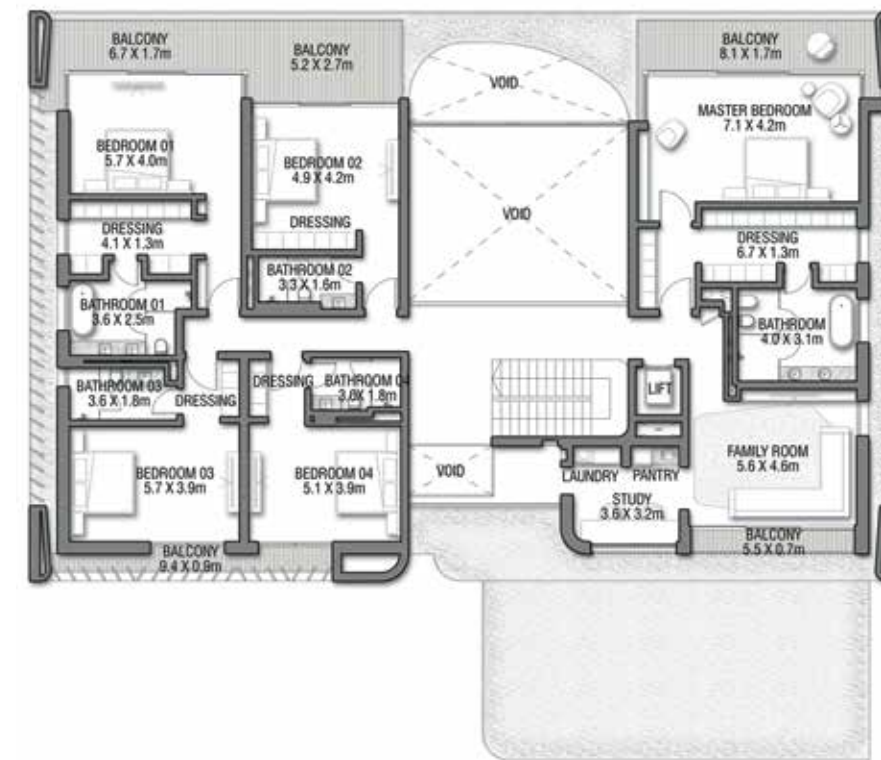 BALCONY
6.7 X 1.7m
BALCONY
5.2 X 2.7m
VOID
BALCONY
8.1 X 1.7m
MASTER BEDROOM
7.1 X 4.2m
BEDROOM 01
5.7 X 4.0m
BEDROOM 02
4.9 X 4.2m
DRESSING
VOID
DRESSING
4.1 X 1.3m
DRESSING
6.7 X 1.3m
BATHROOM 02
3.3 X 1.6m
BATHROOM 01
3.6 X 2.5m
BATHROOM
4.0 X 3.1m
BATHROOM 03
3.6 X 1.8m
DRESSING
DRESSING
BATHROOM 04
3.6 X 1.8m
LIFT
BEDROOM 03
5.7 X 3.9m
BEDROOM 04
5.1 X 3.9m
VOID
LAUNDRY
PANTRY
STUDY
3.6 X 3.2m
FAMILY ROOM
5.6 X 4.6m
BALCONY
9.4 X 0.9m
BALCONY
5.5 X 0.7m